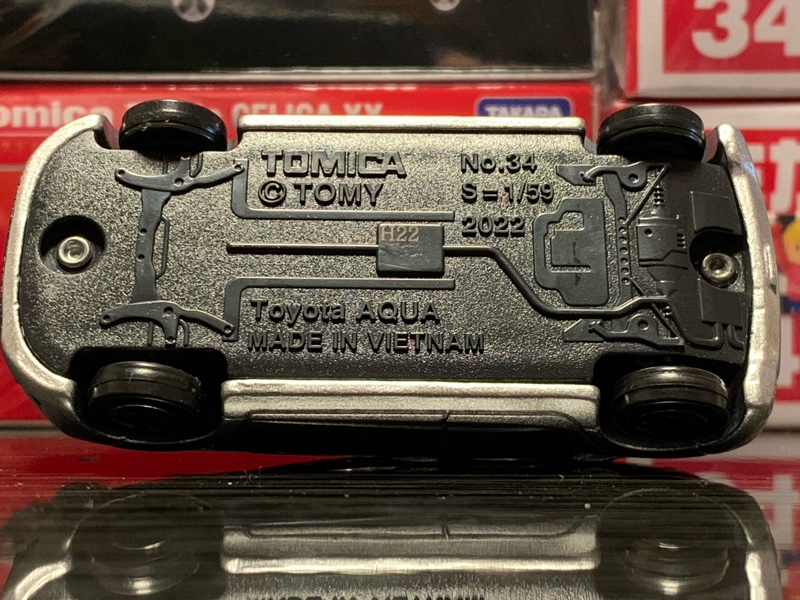 34
omica
CELICA XX
TAKARA
TOMICA
© TOMY
No.34
S=1/59
2022
H22
Toyota AQUA
MADE IN VIETNAM